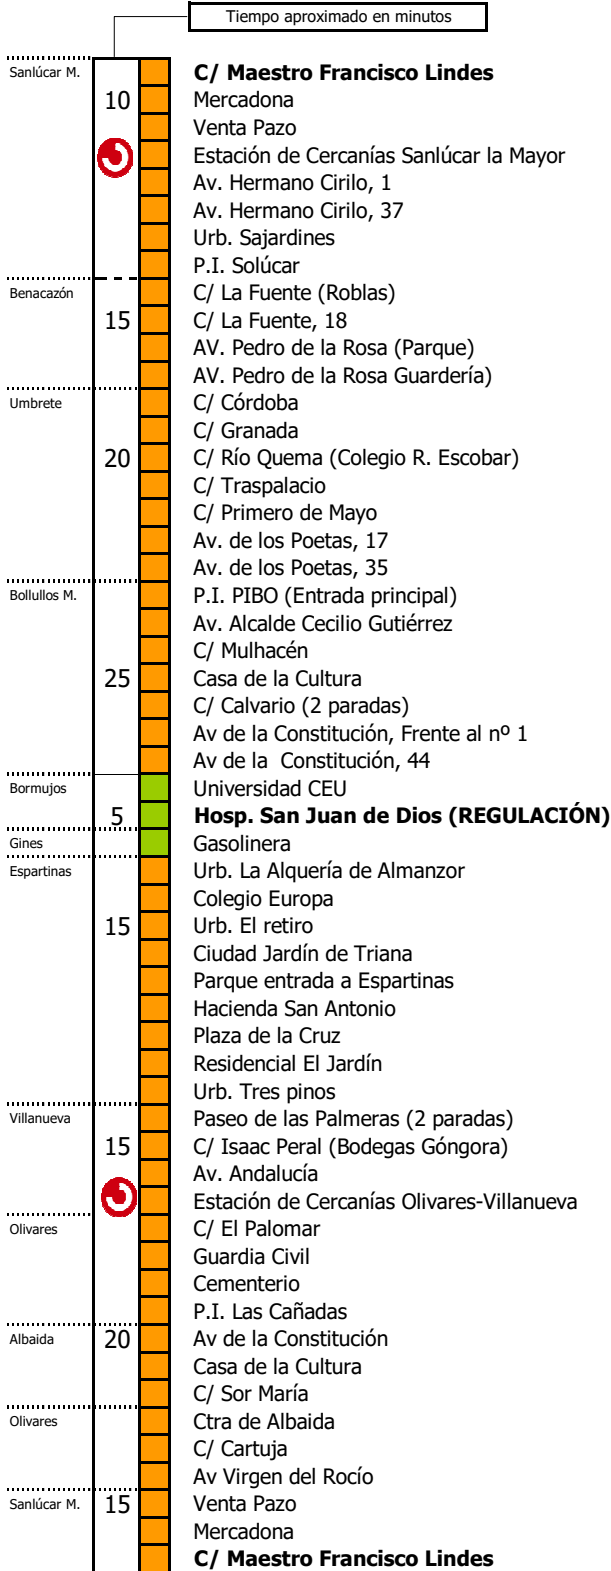 Tiempo aproximado en minutos
Sanlúcar M. C/ Maestro Francisco Lindes
10 Mercadona
Venta Pazo
Estación de Cercanías Sanlúcar la Mayor
Av. Hermano Cirilo, 1
Av. Hermano Cirilo, 37
Urb. Sajardines
P.I. Solúcar
Benacazón C/ La Fuente (Roblas)
15 C/ La Fuente, 18
AV. Pedro de la Rosa (Parque)
AV. Pedro de la Rosa Guardería)
Umbrete C/ Córdoba
C/ Granada
20 C/ Río Quema (Colegio R. Escobar)
C/ Traspalacio
C/ Primero de Mayo
Av. de los Poetas, 17
Av. de los Poetas, 35
Bollullos M. P.I. PIBO (Entrada principal)
Av. Alcalde Cecilio Gutiérrez
C/ Mulhacén
25 Casa de la Cultura
C/ Calvario (2 paradas)
Av de la Constitución, Frente al nº 1
Av de la Constitución, 44
Bormujos Universidad CEU
5 Hosp. San Juan de Dios (REGULACIÓN)
Gines Gasolinera
Espartinas Urb. La Alquería de Almanzor
Colegio Europa
15 Urb. El retiro
Ciudad Jardín de Triana
Parque entrada a Espartinas
Hacienda San Antonio
Plaza de la Cruz
Residencial El Jardín
Urb. Tres pinos
Villanueva Paseo de las Palmeras (2 paradas)
15 C/ Isaac Peral (Bodegas Góngora)
Av. Andalucía
Estación de Cercanías Olivares-Villanueva
Olivares C/ El Palomar
Guardia Civil
Cementerio
P.I. Las Cañadas
Albaida 20 Av de la Constitución
Casa de la Cultura
C/ Sor María
Olivares Ctra de Albaida
C/ Cartuja
Av Virgen del Rocío
Sanlúcar M. 15 Venta Pazo
Mercadona
C/ Maestro Francisco Lindes